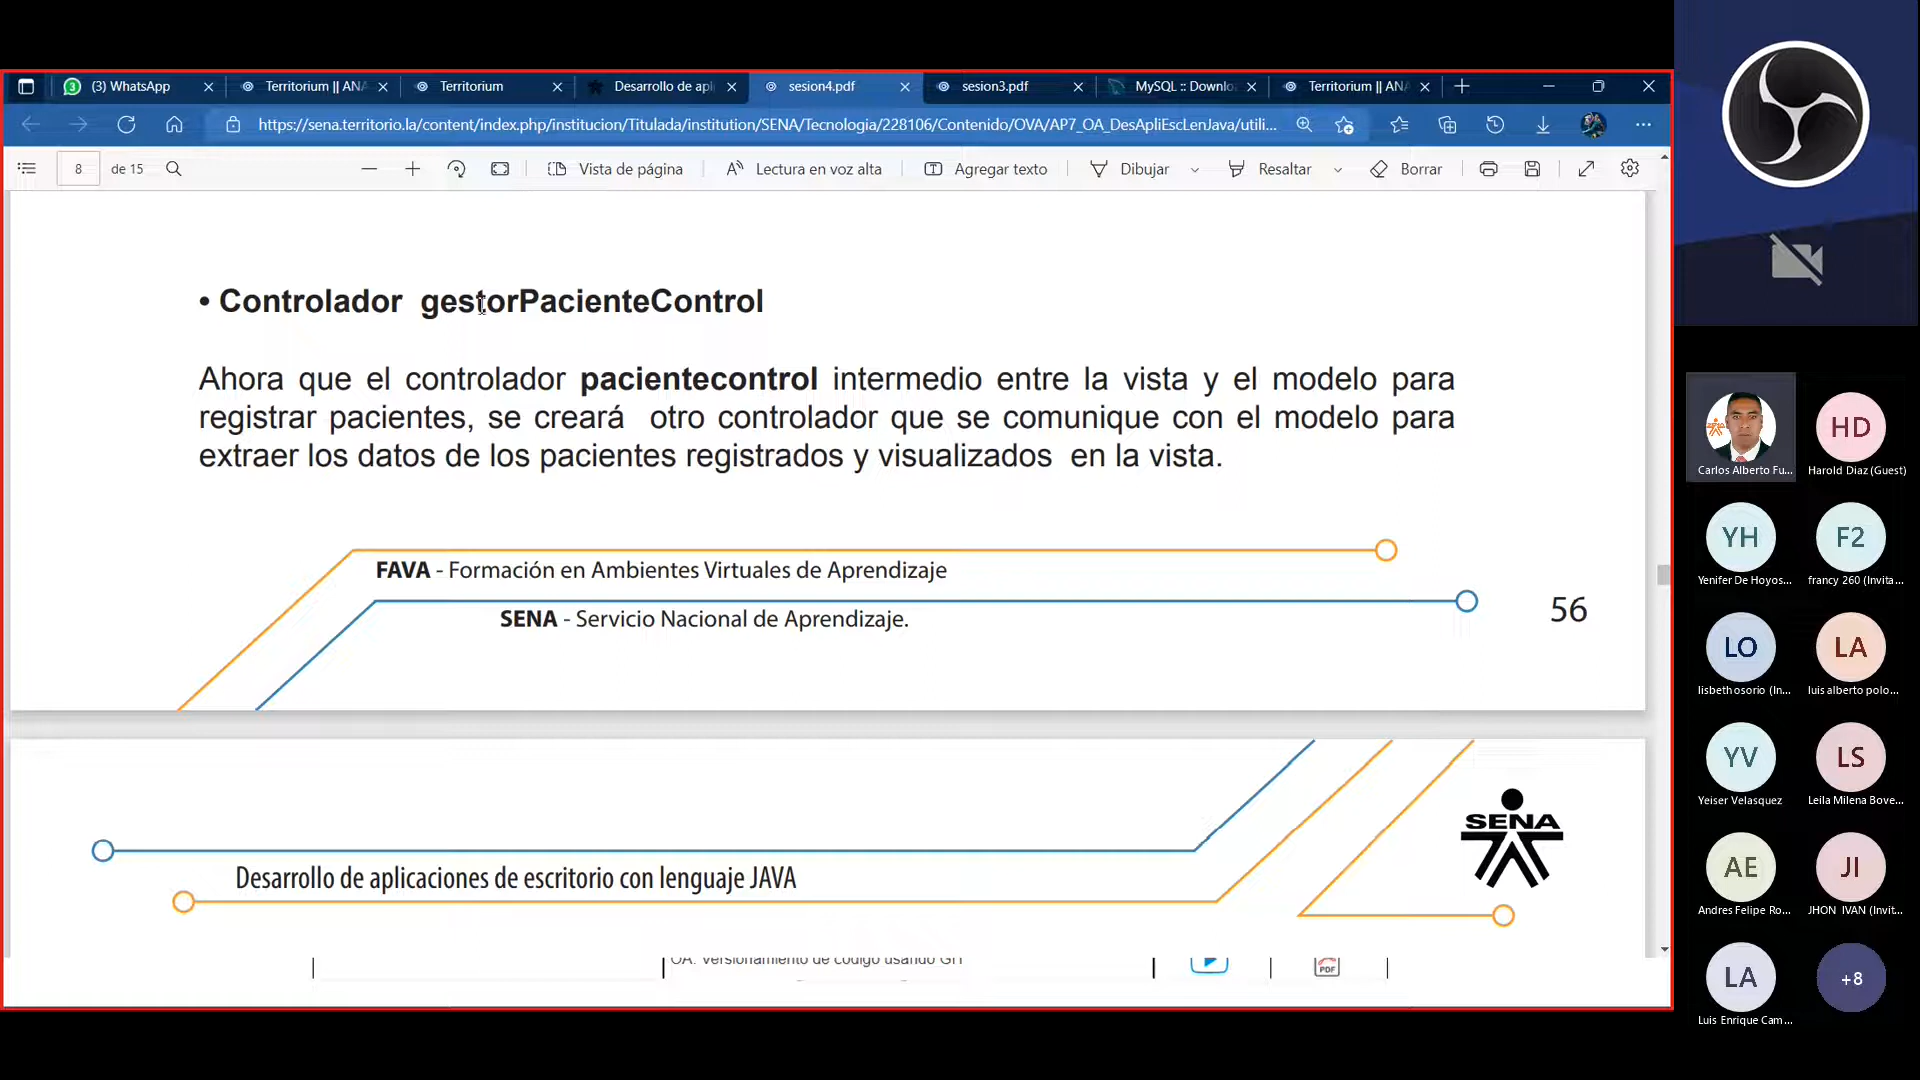 (3) WhatsApp
Territorium || ANA
Territorium
Desarrollo de apli
sesion4.pdf
sesion3.pdf
MySQL :: Downlo
Territorium || ANA
https://sena.territorio.la/content/index.php/institucion/Titulada/institution/SENA/Tecnologia/228106/Contenido/OVA/AP7_OA_DesApliEscLenJava/utili...
8 de 15
Vista de página
Lectura en voz alta
Agregar texto
Dibujar
Resaltar
Borrar
• Controlador gestorPacienteControl
Ahora que el controlador pacientecontrol intermedio entre la vista y el modelo para
registrar pacientes, se creará otro controlador que se comunique con el modelo para
extraer los datos de los pacientes registrados y visualizados en la vista.
FAVA - Formación en Ambientes Virtuales de Aprendizaje
SENA - Servicio Nacional de Aprendizaje.
56
SENA
Desarrollo de aplicaciones de escritorio con lenguaje JAVA
OA. Versionamiento de código usando
PDF
Carlos Alberto Fu...
HD
Harold Diaz (Guest)
YH
Yenifer De Hoyos...
F2
francy 260 (Invita...
LO
lisbeth osorio (In...
LA
luis alberto polo...
YV
Yeiser Velasquez
LS
Leila Milena Bove...
AE
Andres Felipe Ro...
JI
JHON IVAN (Invit...
LA
Luis Enrique Cam...
+8